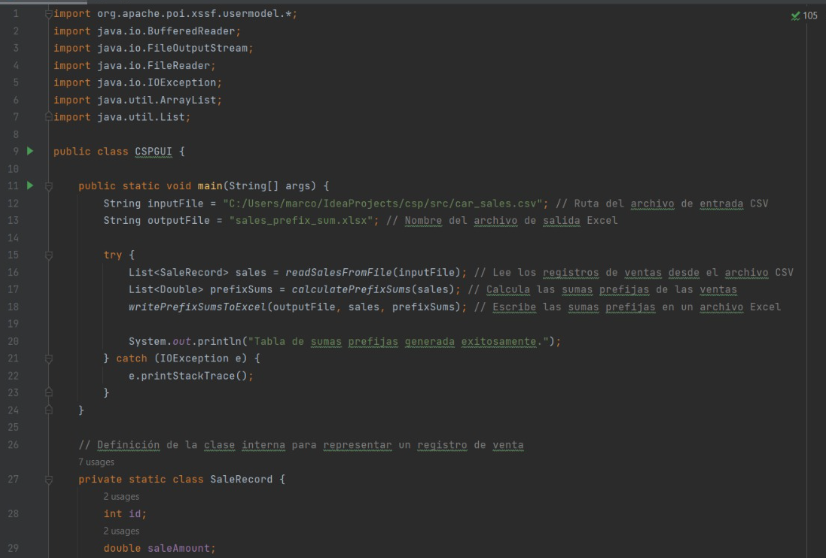 1 import org.apache.poi.xssf.usermodel.*;
105
2 import java.io.BufferedReader;
3 import java.io.FileOutputStream;
4 import java.io.FileReader;
5 import java.io.IOException;
6 import java.util.ArrayList;
7 import java.util.List;
8
9 public class CSPGUI {
10
11 public static void main(String[] args) {
12 String inputFile = "C:/Users/marco/IdeaProjects/csp/src/car_sales.csv"; // Ruta del archivo de entrada CSV
13 String outputFile = "sales_prefix_sum.xlsx"; // Nombre del archivo de salida Excel
14
15 try {
16 List<SaleRecord> sales = readSalesFromFile(inputFile); // Lee los registros de ventas desde el archivo CSV
17 List<Double> prefixSums = calculatePrefixSums(sales); // Calcula las sumas prefijas de las ventas
18 writePrefixSumsToExcel(outputFile, sales, prefixSums); // Escribe las sumas prefijas en un archivo Excel
19
20 System.out.println("Tabla de sumas prefijas generada exitosamente.");
21 } catch (IOException e) {
22 e.printStackTrace();
23 }
24 }
25
26 // Definición de la clase interna para representar un registro de venta
7 usages
27 private static class SaleRecord {
2 usages
28 int id;
2 usages
29 double saleAmount;